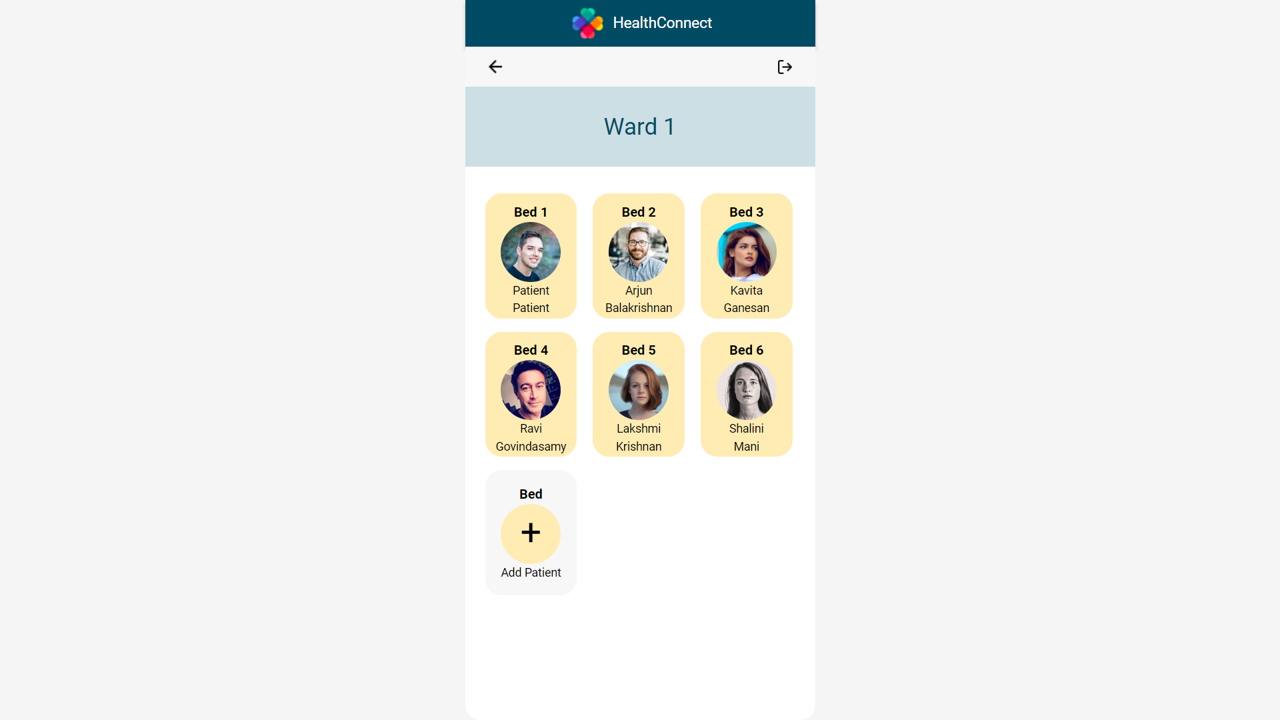 HealthConnect
Ward 1
Bed 1
Patient
Patient
Bed 2
Arjun
Balakrishnan
Bed 3
Kavita
Ganesan
Bed 4
Ravi
Govindasamy
Bed 5
Lakshmi
Krishnan
Bed 6
Shalini
Mani
Bed
+
Add Patient